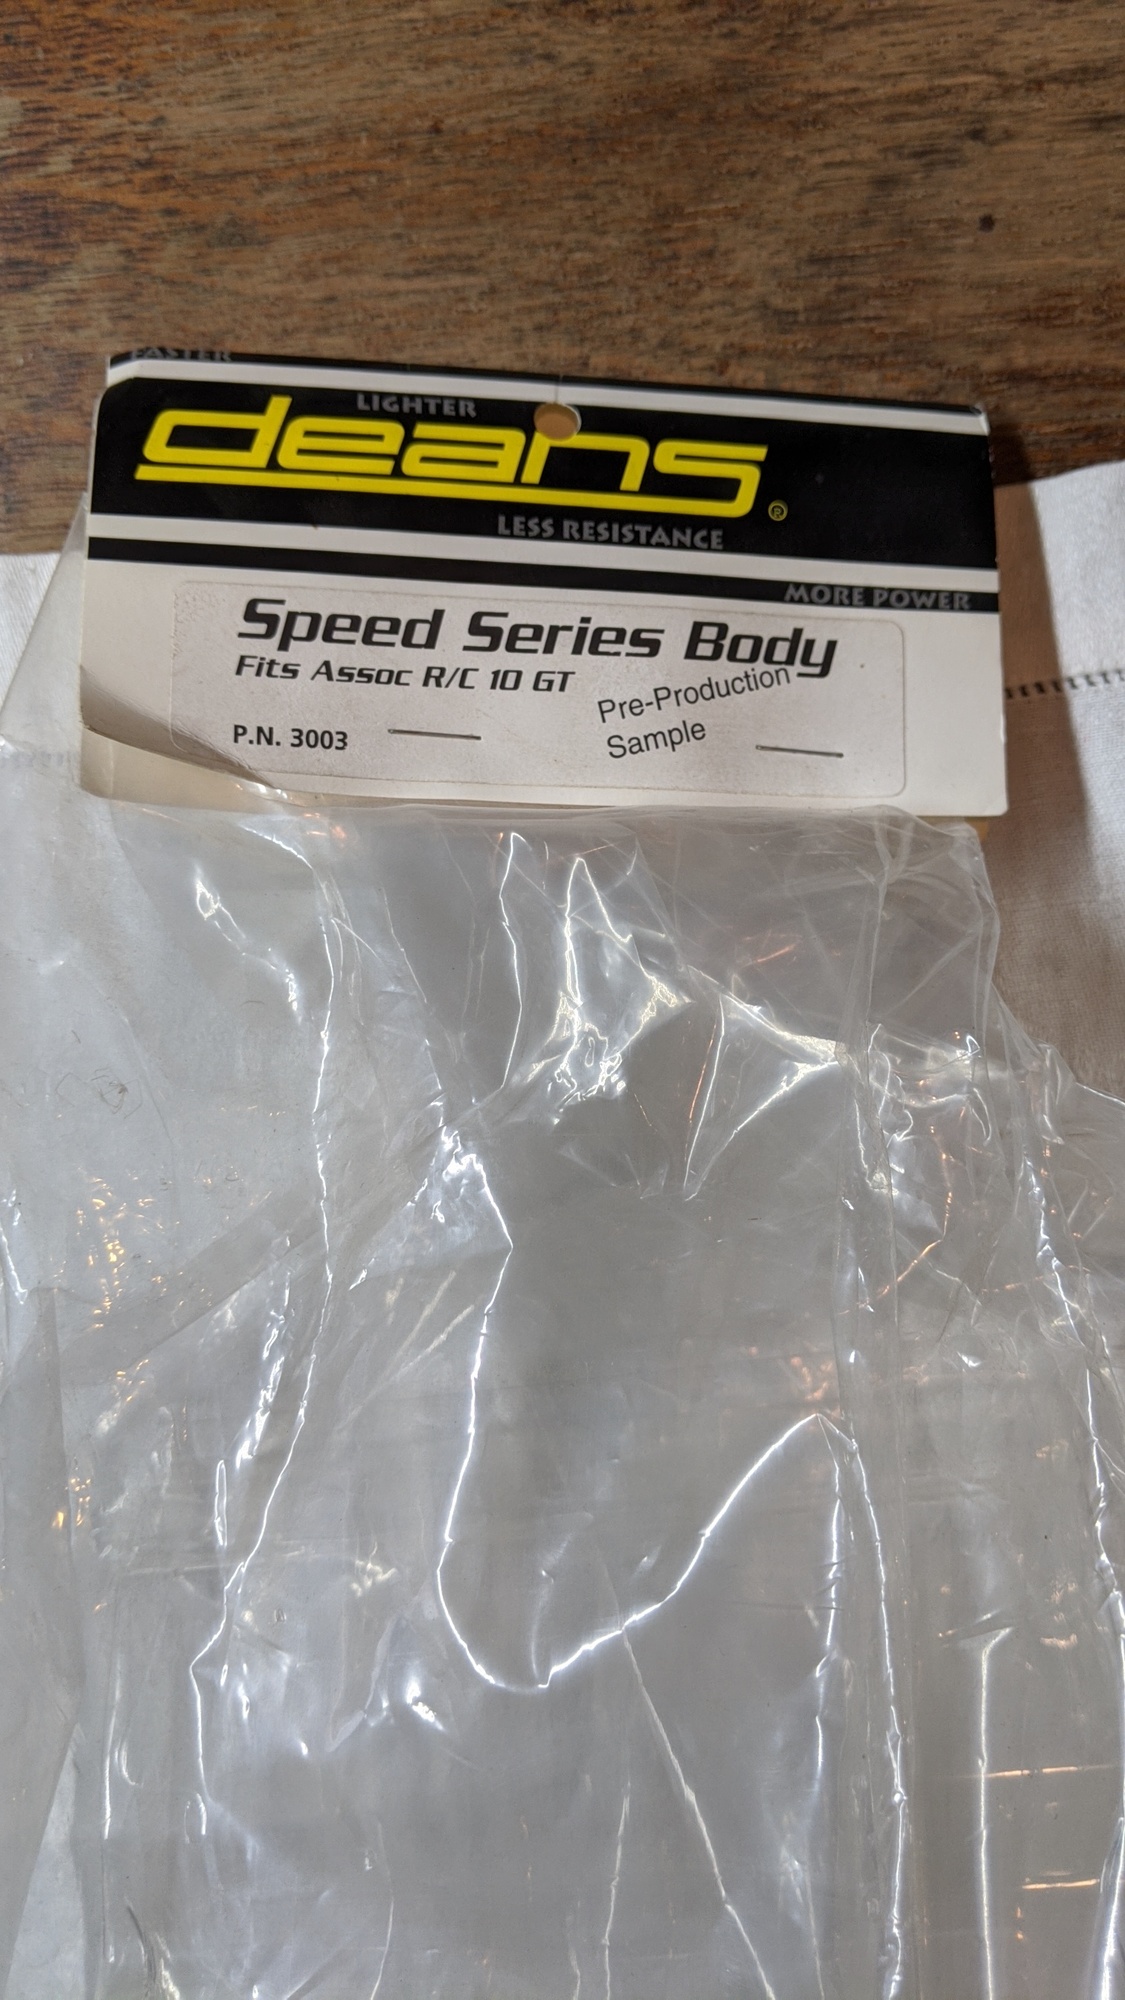 FASTER
LIGHTER
deans®
LESS RESISTANCE
MORE POWER
Speed Series Body
Fits Assoc R/C 10 GT
Pre-Production
Sample
P.N. 3003